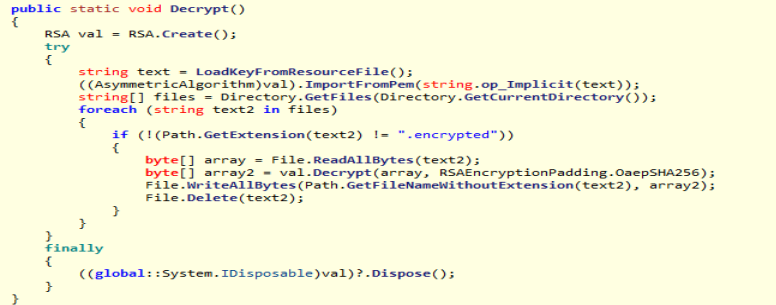 public static void Decrypt()
{
    RSA val = RSA.Create();
    try
    {
        string text = LoadKeyFromResourceFile();
        ((AsymmetricAlgorithm)val).ImportFromPem(string.op_Implicit(text));
        string[] files = Directory.GetFiles(Directory.GetCurrentDirectory());
        foreach (string text2 in files)
        {
            if (!(Path.GetExtension(text2) != ".encrypted"))
            {
                byte[] array = File.ReadAllBytes(text2);
                byte[] array2 = val.Decrypt(array, RSAEncryptionPadding.OaepSHA256);
                File.WriteAllBytes(Path.GetFileNameWithoutExtension(text2), array2);
                File.Delete(text2);
            }
        }
    }
    finally
    {
        ((global::System.IDisposable)val)?.Dispose();
    }
}